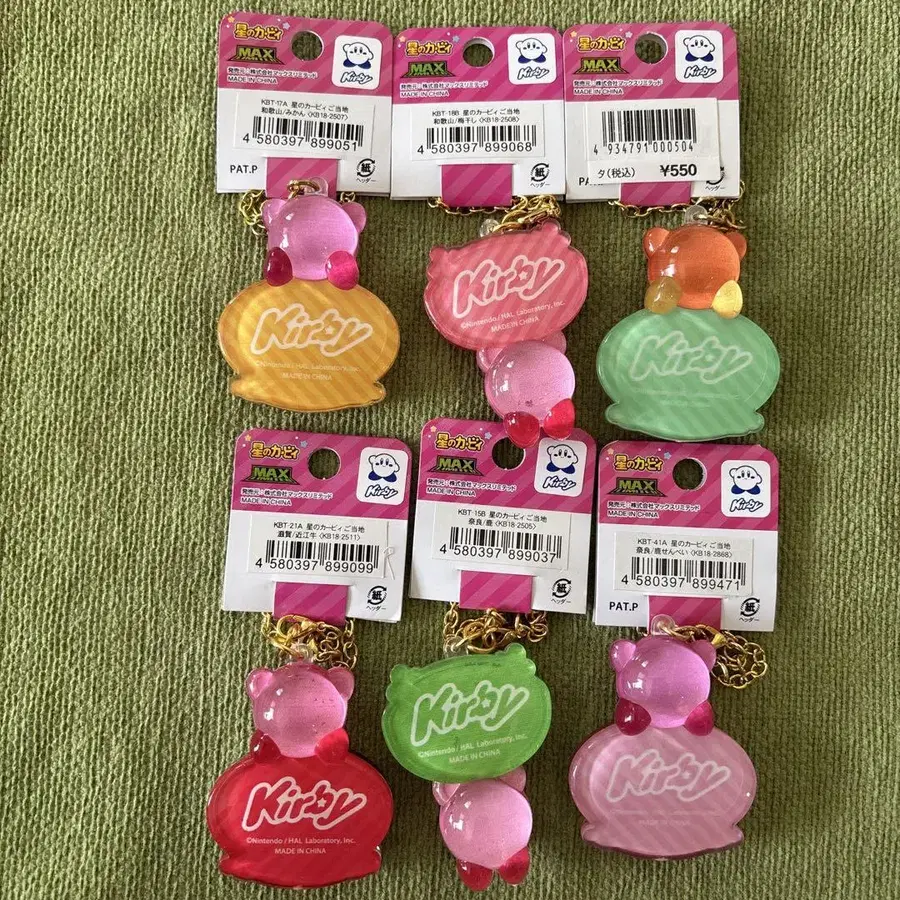 星のカービィ
MAX
Kirby
発売元:株式会社マックスリミテッド
MADE IN CHINA
KBT-17A 星のカービィご当地
和歌山/みかん <KB18-2507>
4 580397 899051
PAT.P
紙
ヘッダー
Kirby
©Nintendo / HAL Laboratory, Inc.
MADE IN CHINA
星のカービィ
MAX
Kirby
発売元:株式会社マックスリミテッド
MADE IN CHINA
KBT-18B 星のカービィご当地
和歌山/梅干し <KB18-2508>
4 580397 899068
紙
ヘッダー
Kirby
©Nintendo / HAL Laboratory, Inc.
MADE IN CHINA
星のカービィ
MAX
Kirby
発売元:株式会社マックスリミテッド
MADE IN CHINA
4 934791 000504
タ(税込) ¥550
Kirby
MADE IN CHINA
星のカービィ
MAX
Kirby
発売元:株式会社マックスリミテッド
MADE IN CHINA
KBT-21A 星のカービィご当地
滋賀/近江牛 <KB18-2511>
4 580397 899099
PAT.P
紙
ヘッダー
Kirby
©Nintendo / HAL Laboratory, Inc.
MADE IN CHINA
星のカービィ
MAX
Kirby
発売元:株式会社マックスリミテッド
MADE IN CHINA
KBT-15B 星のカービィご当地
奈良/鹿 <KB18-2505>
4 580397 899037
紙
ヘッダー
Kirby
©Nintendo / HAL Laboratory, Inc.
MADE IN CHINA
星のカービィ
MAX
Kirby
発売元:株式会社マックスリミテッド
MADE IN CHINA
KBT-41A 星のカービィご当地
奈良/鹿せんべい <KB18-2868>
4 580397 899471
PAT.P
紙
ヘッダー
Kirby